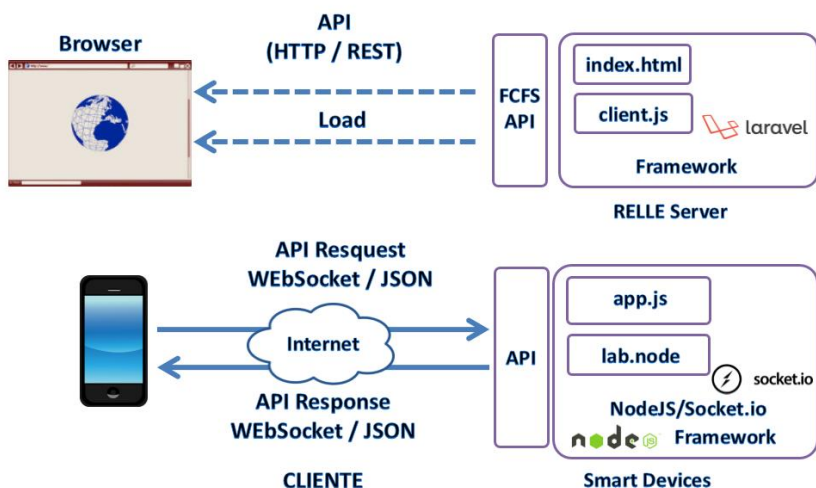 Browser
API
(HTTP / REST)
Load
FCFS
API
index.html
client.js
laravel
Framework
RELLE Server
API Resquest
WEbSocket / JSON
Internet
API Response
WEbSocket / JSON
CLIENTE
API
app.js
lab.node
socket.io
NodeJS/Socket.io
node JS
Framework
Smart Devices